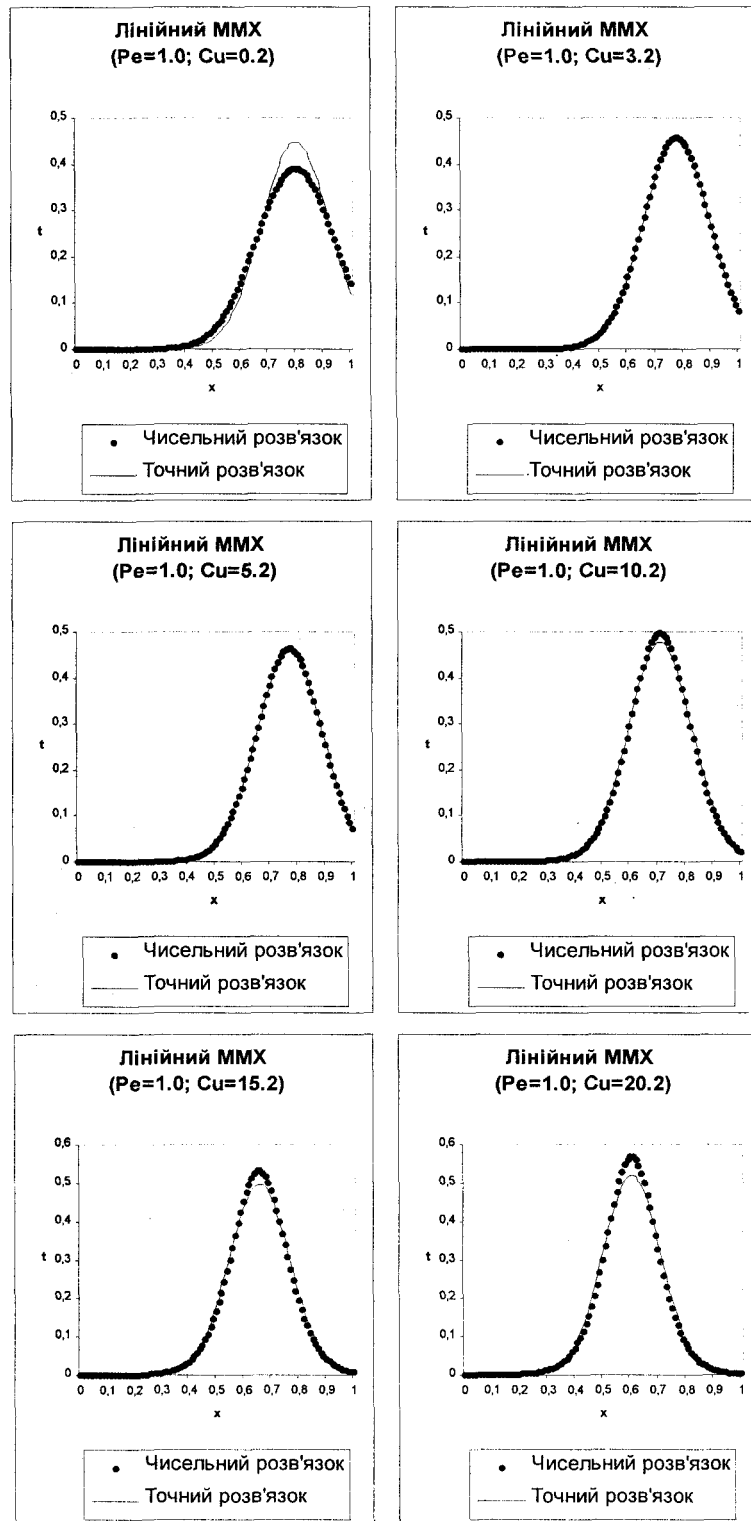 Лінійний ММХ
(Pe=1.0; Cu=0.2)
0,5
0,4
0,3
t
0,2
0,1
0
0 0,1 0,2 0,3 0,4 0,5 0,6 0,7 0,8 0,9 1
x
Чисельний розв'язок
Точний розв'язок
Лінійний ММХ
(Pe=1.0; Cu=3.2)
0,5
0,4
0,3
t
0,2
0,1
0
0 0,1 0,2 0,3 0,4 0,5 0,6 0,7 0,8 0,9 1
x
Чисельний розв'язок
Точний розв'язок
Лінійний ММХ
(Pe=1.0; Cu=5.2)
0,5
0,4
0,3
t
0,2
0,1
0
0 0,1 0,2 0,3 0,4 0,5 0,6 0,7 0,8 0,9 1
x
Чисельний розв'язок
Точний розв'язок
Лінійний ММХ
(Pe=1.0; Cu=10.2)
0,5
0,4
0,3
t
0,2
0,1
0
0 0,1 0,2 0,3 0,4 0,5 0,6 0,7 0,8 0,9 1
x
Чисельний розв'язок
Точний розв'язок
Лінійний ММХ
(Pe=1.0; Cu=15.2)
0,6
0,5
0,4
0,3
t
0,2
0,1
0
0 0,1 0,2 0,3 0,4 0,5 0,6 0,7 0,8 0,9 1
x
Чисельний розв'язок
Точний розв'язок
Лінійний ММХ
(Pe=1.0; Cu=20.2)
0,6
0,5
0,4
0,3
t
0,2
0,1
0
0 0,1 0,2 0,3 0,4 0,5 0,6 0,7 0,8 0,9 1
x
Чисельний розв'язок
Точний розв'язок